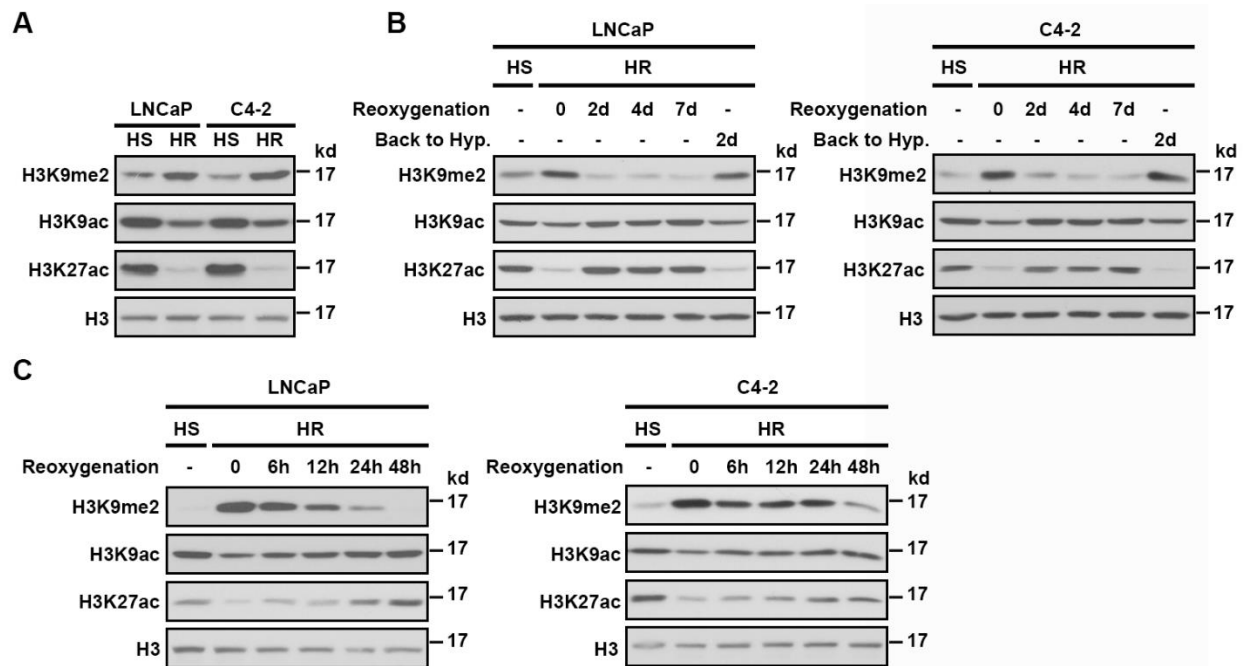 A
LNCaP C4-2
HS HR HS HR
kd
H3K9me2 17
H3K9ac 17
H3K27ac 17
H3 17
B
LNCaP
HS HR
Reoxygenation - 0 2d 4d 7d -
Back to Hyp. - - - - - 2d
kd
H3K9me2 17
H3K9ac 17
H3K27ac 17
H3 17
C4-2
HS HR
Reoxygenation - 0 2d 4d 7d -
Back to Hyp. - - - - - 2d
kd
H3K9me2 17
H3K9ac 17
H3K27ac 17
H3 17
C
LNCaP
HS HR
Reoxygenation - 0 6h 12h 24h 48h
kd
H3K9me2 17
H3K9ac 17
H3K27ac 17
H3 17
C4-2
HS HR
Reoxygenation - 0 6h 12h 24h 48h
kd
H3K9me2 17
H3K9ac 17
H3K27ac 17
H3 17